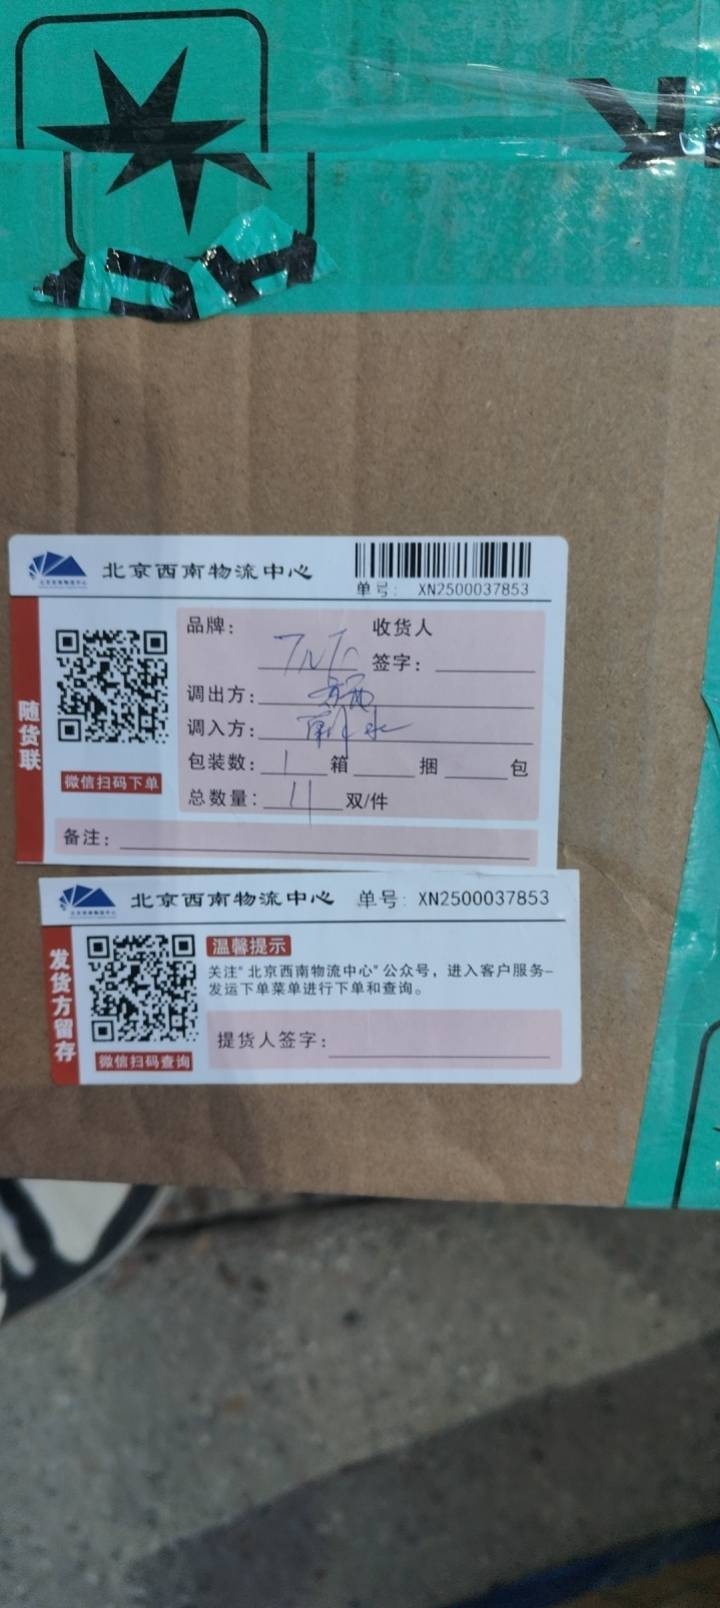 北京西南物流中心
单号: XN2500037853
随货联
微信扫码下单
品牌:
收货人
签字:
调出方:
调入方:
包装数: 1 箱 捆 包
总数量: 双/件
备注:
北京西南物流中心 单号: XN2500037853
发货方留存
微信扫码查询
温馨提示
关注“北京西南物流中心”公众号，进入客户服务-
发运下单菜单进行下单和查询。
提货人签字: